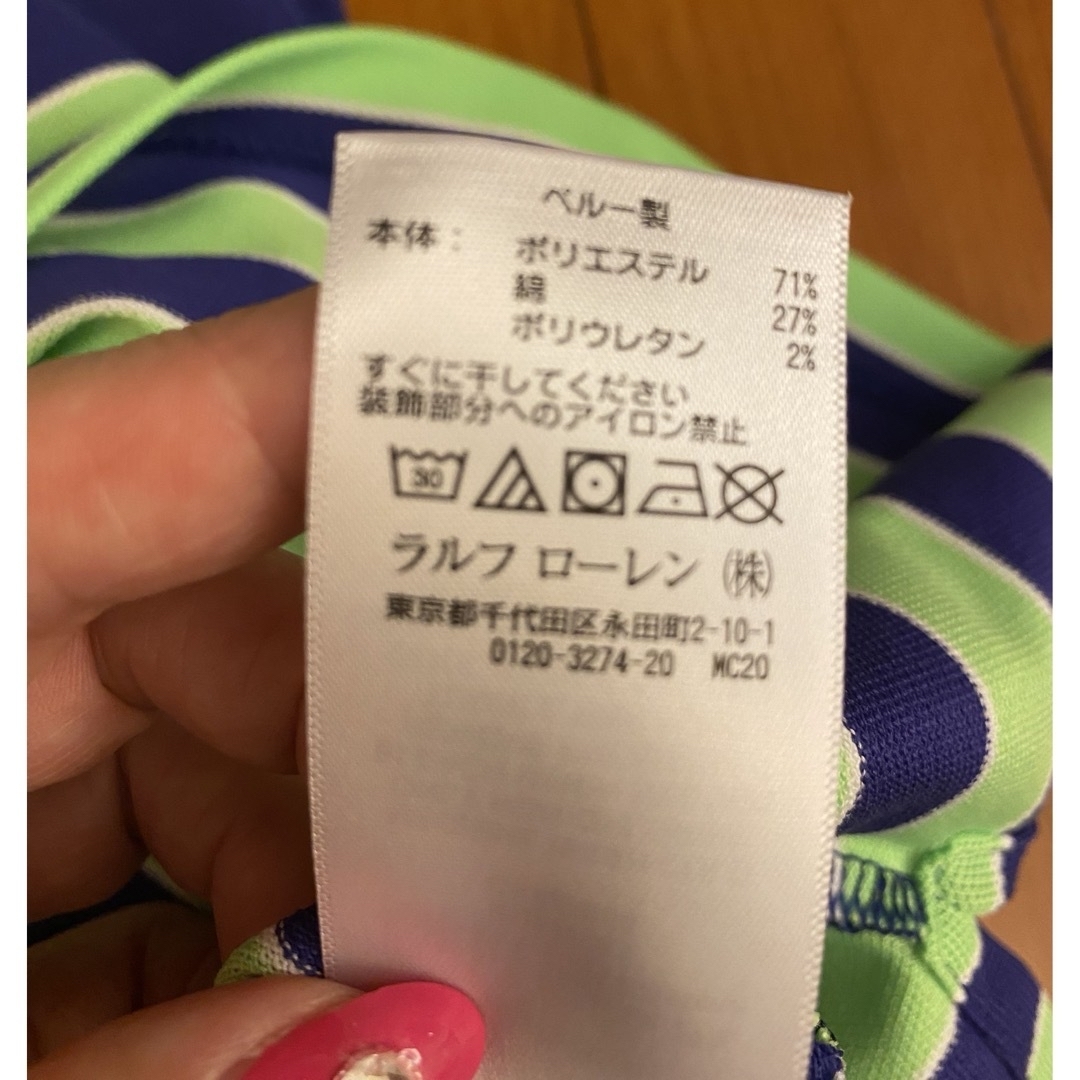 ペルー製
本体： ポリエステル 71%
綿 27%
ポリウレタン 2%
すぐに干してください
装飾部分へのアイロン禁止
30
ラルフ ローレン ㈱
東京都千代田区永田町2-10-1
0120-3274-20 MC20